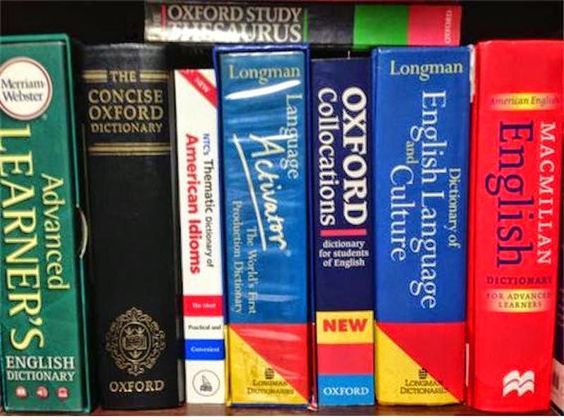 OXFORD STUDY
THESAURUS
Merriam-
Webster
Advanced
LEARNER'S
ENGLISH
DICTIONARY
THE
CONCISE
OXFORD
DICTIONARY
OXFORD
NEW
NTC's Thematic Dictionary of
American Idioms
The Most
Practical and
Convenient
Longman
Language
Activator
The World's First
Production Dictionary
LONGMAN
DICTIONARIES
OXFORD
Collocations
dictionary
for students
of English
NEW
OXFORD
Longman
Dictionary of
English Language
and
Culture
LONGMAN
DICTIONARIES
American English
MACMILLAN
English
DICTIONARY
FOR ADVANCED
LEARNERS